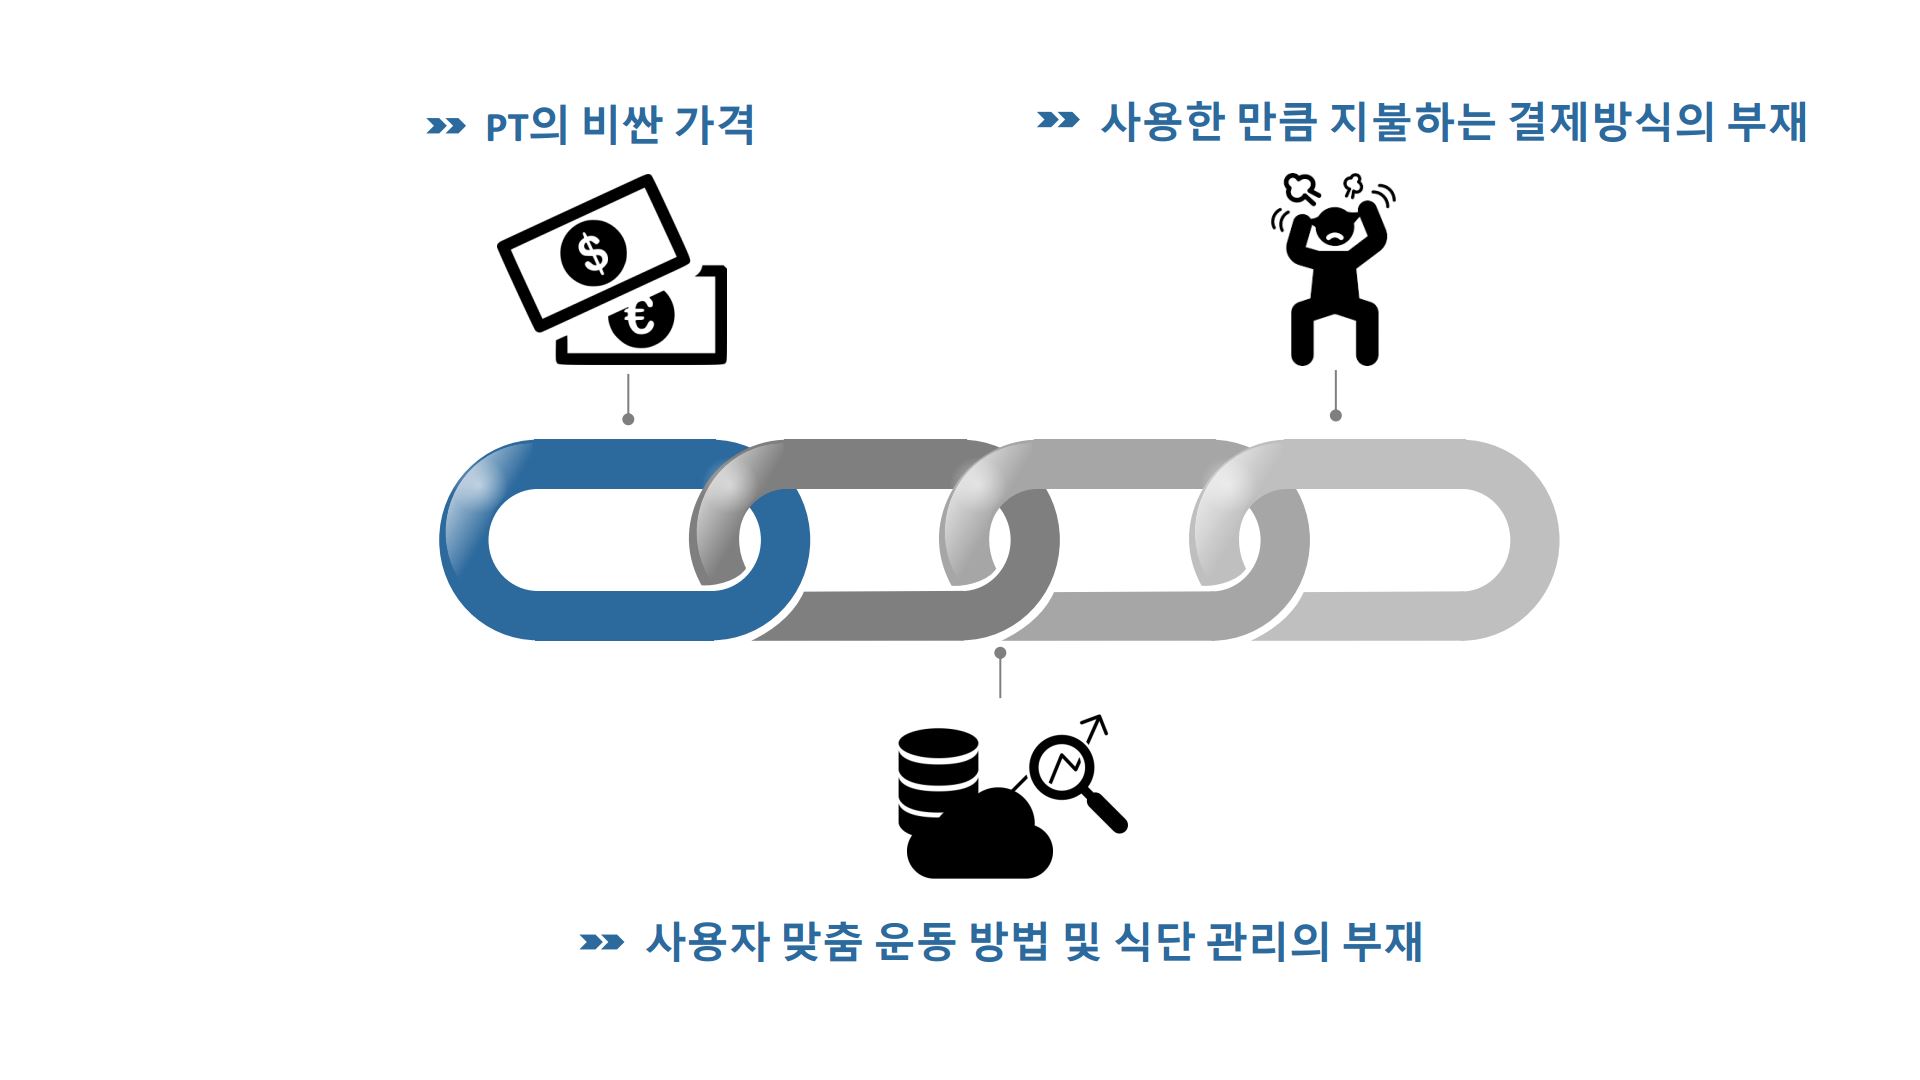 PT의 비싼 가격
사용한 만큼 지불하는 결제방식의 부재
$
€
사용자 맞춤 운동 방법 및 식단 관리의 부재